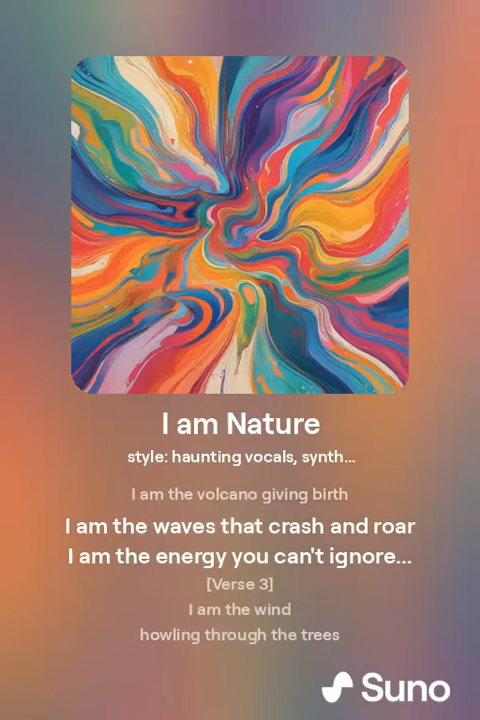 I am Nature
style: haunting vocals, synth...
I am the volcano giving birth
I am the waves that crash and roar
I am the energy you can't ignore...
[Verse 3]
I am the wind
howling through the trees
Suno